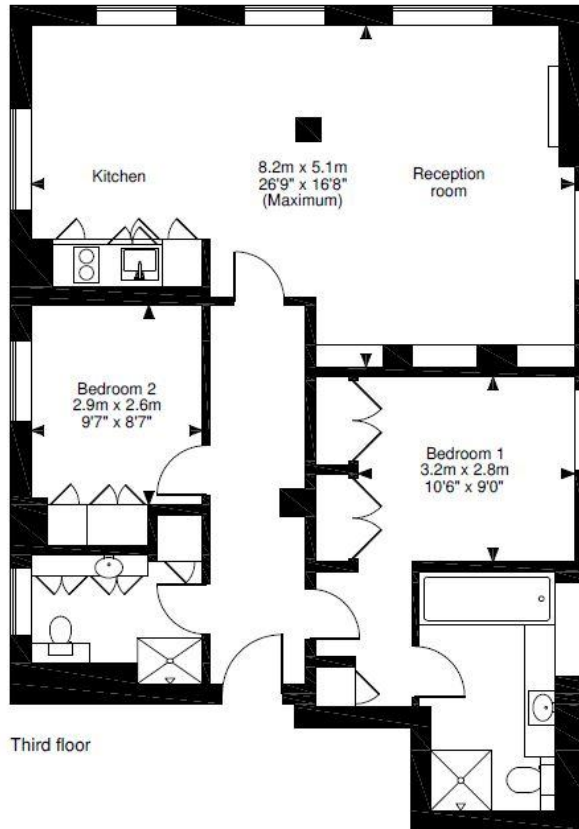 Kitchen
8.2m x 5.1m
26'9" x 16'8"
(Maximum)
Reception
room
Bedroom 2
2.9m x 2.6m
9'7" x 8'7"
Bedroom 1
3.2m x 2.8m
10'6" x 9'0"
Third floor